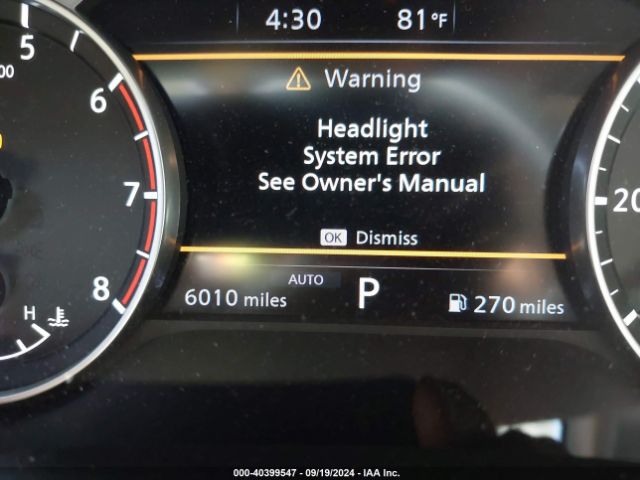 4:30 81°F
5
00
6
7
8
H
Warning
Headlight
System Error
See Owner's Manual
OK Dismiss
AUTO
6010 miles P 270 miles
20
000-40399547 - 09/19/2024 - IAA Inc.